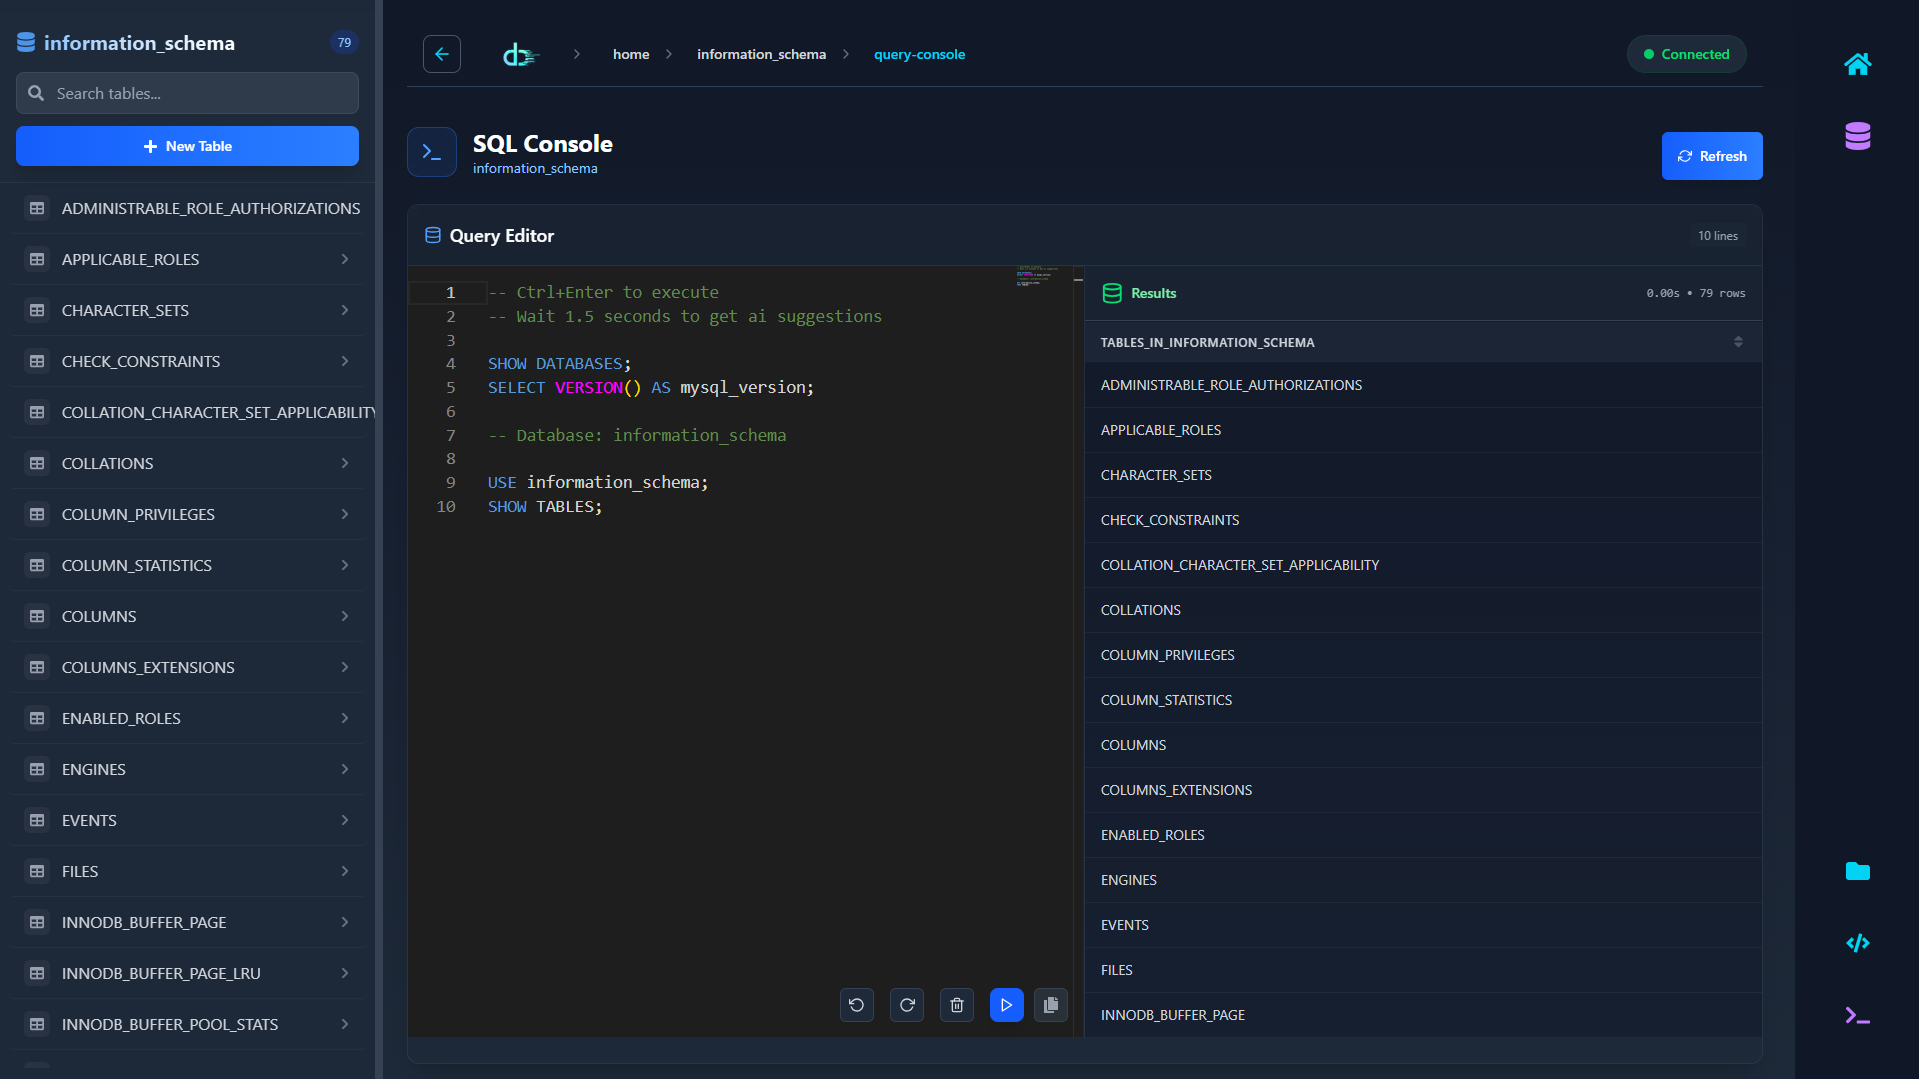 information_schema
79
Search tables...
New Table
ADMINISTRABLE_ROLE_AUTHORIZATIONS
APPLICABLE_ROLES
CHARACTER_SETS
CHECK_CONSTRAINTS
COLLATION_CHARACTER_SET_APPLICABILITY
COLLATIONS
COLUMN_PRIVILEGES
COLUMN_STATISTICS
COLUMNS
COLUMNS_EXTENSIONS
ENABLED_ROLES
ENGINES
EVENTS
FILES
INNODB_BUFFER_PAGE
INNODB_BUFFER_PAGE_LRU
INNODB_BUFFER_POOL_STATS
home
information_schema
query-console
Connected
SQL Console
information_schema
Refresh
Query Editor
10 lines
1 -- Ctrl+Enter to execute
2 -- Wait 1.5 seconds to get ai suggestions
3
4 SHOW DATABASES;
5 SELECT VERSION() AS mysql_version;
6
7 -- Database: information_schema
8
9 USE information_schema;
10 SHOW TABLES;
Results
0.00s • 79 rows
TABLES_IN_INFORMATION_SCHEMA
ADMINISTRABLE_ROLE_AUTHORIZATIONS
APPLICABLE_ROLES
CHARACTER_SETS
CHECK_CONSTRAINTS
COLLATION_CHARACTER_SET_APPLICABILITY
COLLATIONS
COLUMN_PRIVILEGES
COLUMN_STATISTICS
COLUMNS
COLUMNS_EXTENSIONS
ENABLED_ROLES
ENGINES
EVENTS
FILES
INNODB_BUFFER_PAGE